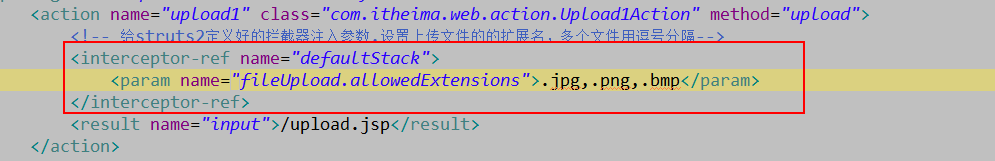 <action name="upload1" class="com.itheima.web.action.Upload1Action" method="upload">
<!-- 给struts2定义好的拦截器注入参数.设置上传文件的的扩展名，多个文件用逗号分隔-->
<interceptor-ref name="defaultStack">
<param name="fileUpload.allowedExtensions">.jpg,.png,.bmp</param>
</interceptor-ref>
<result name="input">/upload.jsp</result>
</action>